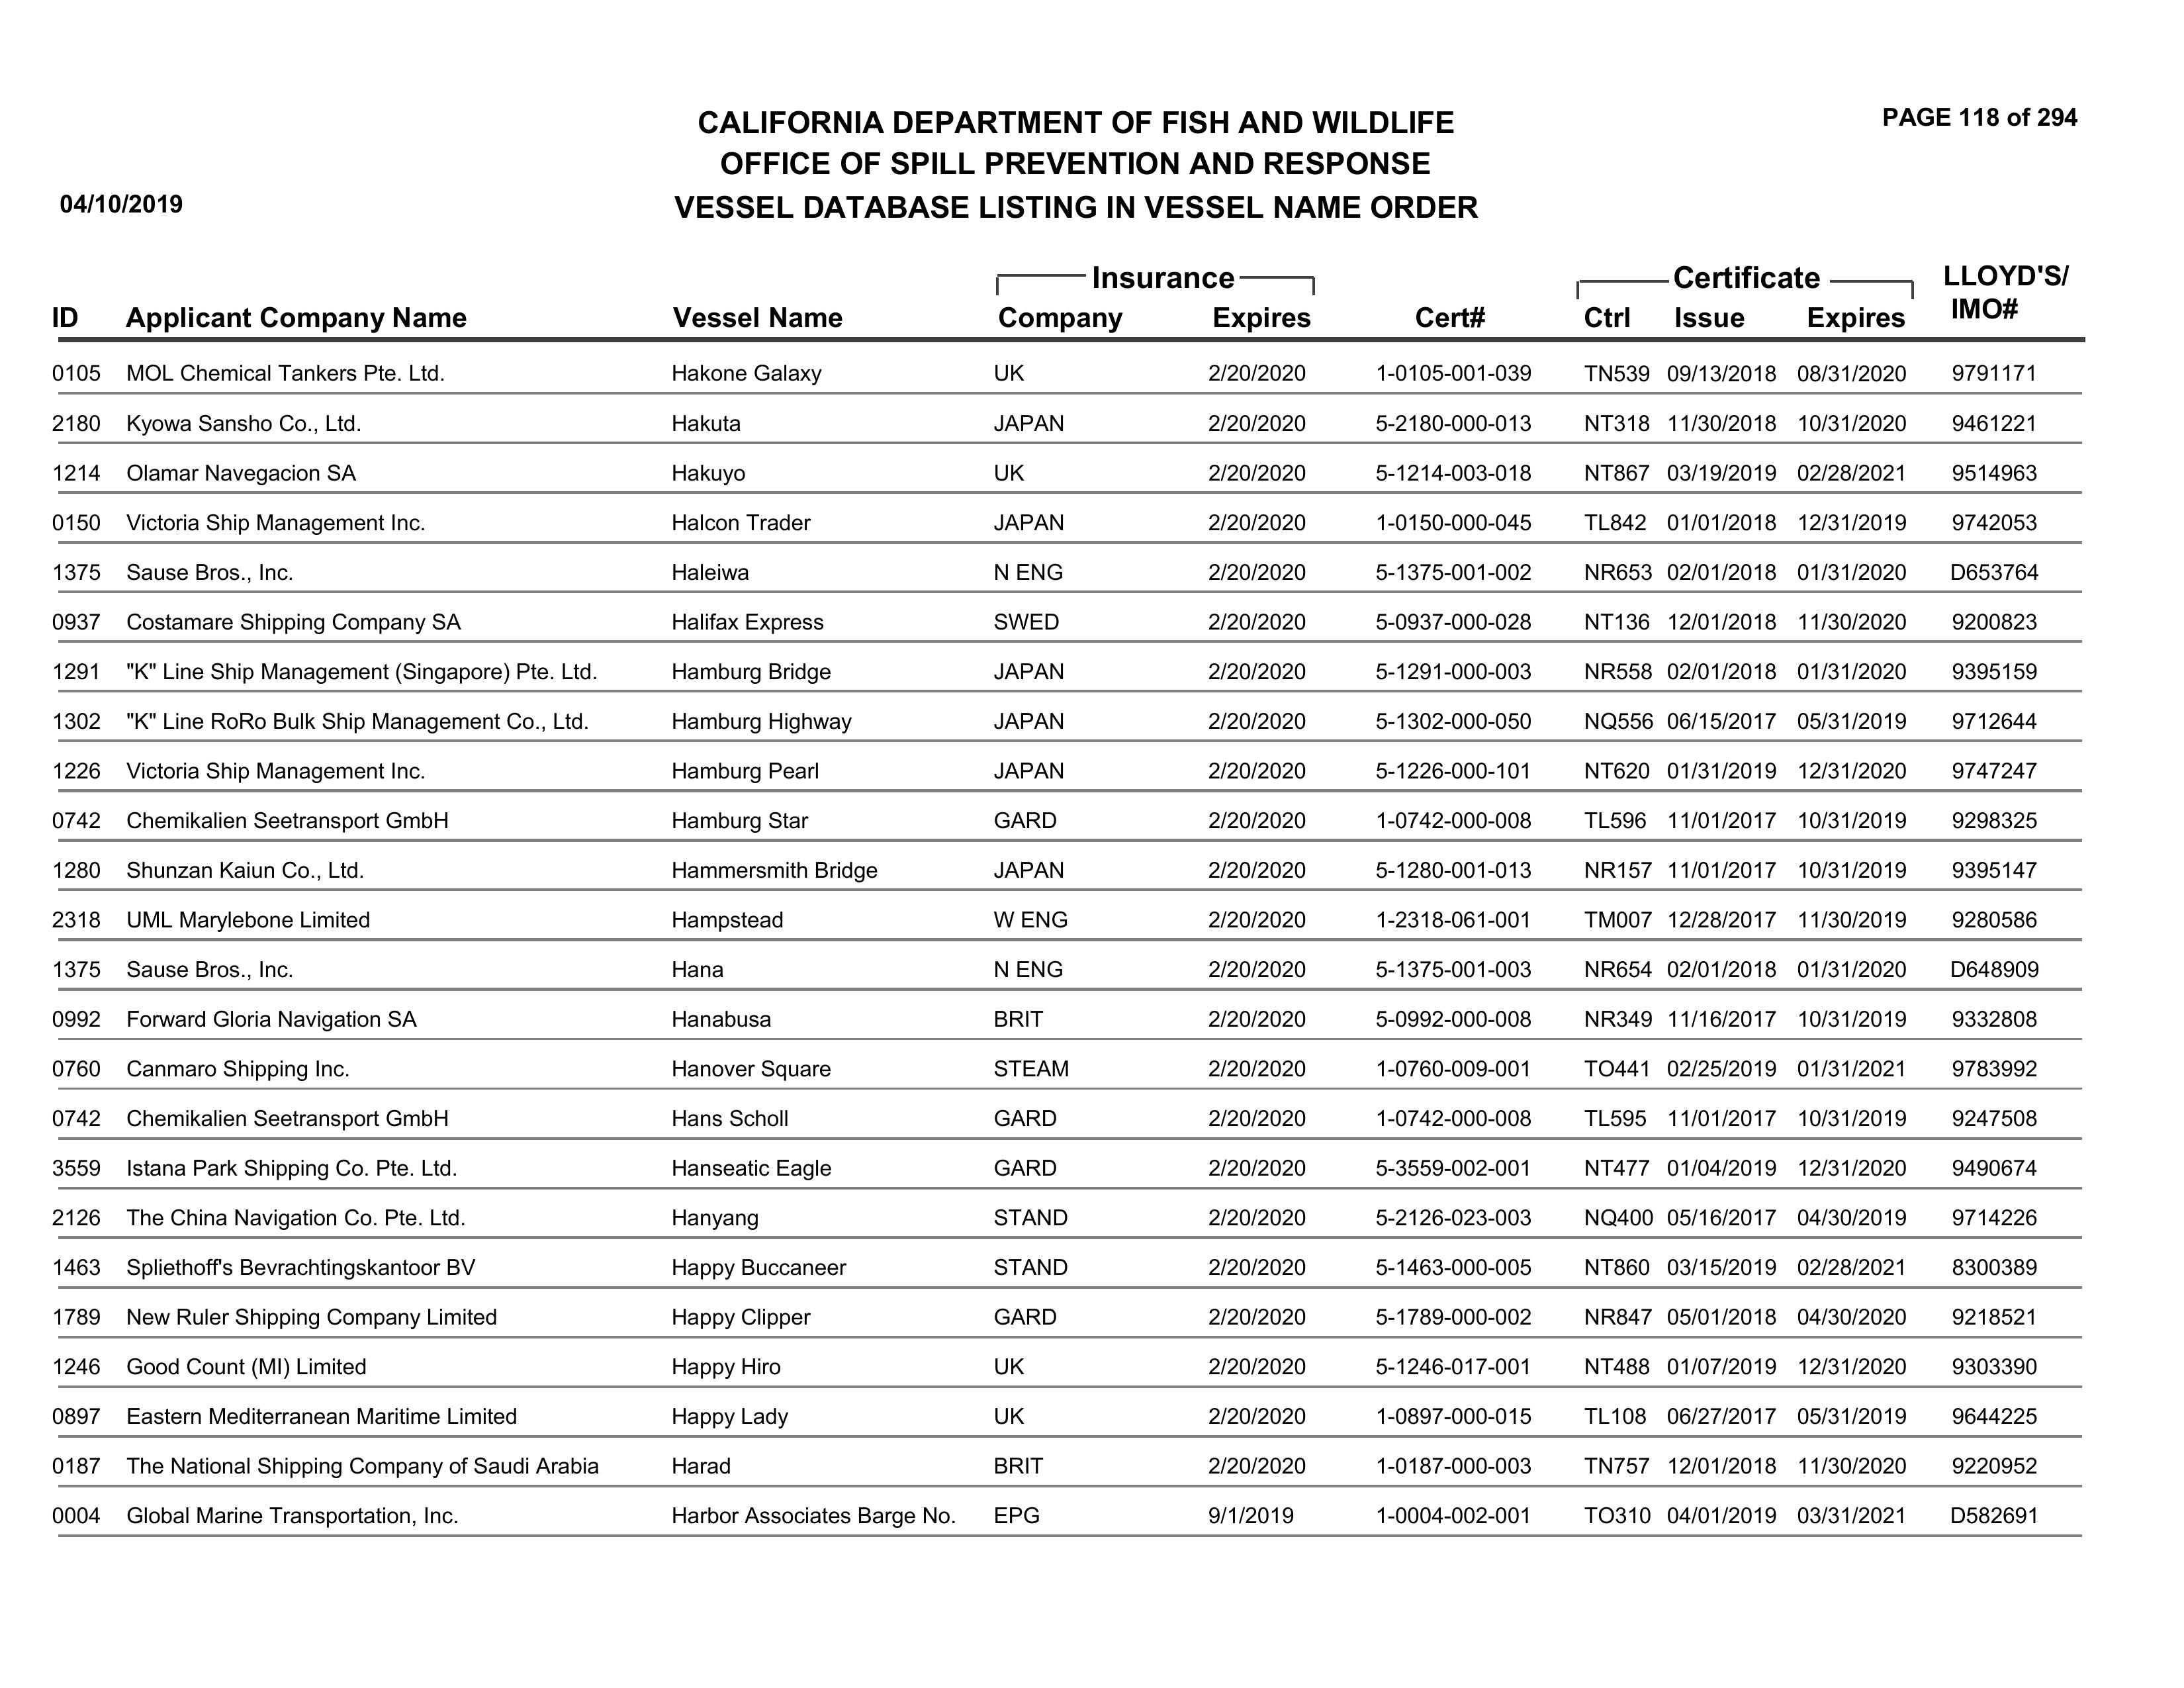 PAGE 118 of 294
CALIFORNIA DEPARTMENT OF FISH AND WILDLIFE
OFFICE OF SPILL PREVENTION AND RESPONSE
04/10/2019 VESSEL DATABASE LISTING IN VESSEL NAME ORDER
Insurance Certificate LLOYD'S/
ID Applicant Company Name Vessel Name Company Expires Cert# Ctrl Issue Expires IMO#
0105 MOL Chemical Tankers Pte. Ltd. Hakone Galaxy UK 2/20/2020 1-0105-001-039 TN539 09/13/2018 08/31/2020 9791171
2180 Kyowa Sansho Co., Ltd. Hakuta JAPAN 2/20/2020 5-2180-000-013 NT318 11/30/2018 10/31/2020 9461221
1214 Olamar Navegacion SA Hakuyo UK 2/20/2020 5-1214-003-018 NT867 03/19/2019 02/28/2021 9514963
0150 Victoria Ship Management Inc. Halcon Trader JAPAN 2/20/2020 1-0150-000-045 TL842 01/01/2018 12/31/2019 9742053
1375 Sause Bros., Inc. Haleiwa N ENG 2/20/2020 5-1375-001-002 NR653 02/01/2018 01/31/2020 D653764
0937 Costamare Shipping Company SA Halifax Express SWED 2/20/2020 5-0937-000-028 NT136 12/01/2018 11/30/2020 9200823
1291 "K" Line Ship Management (Singapore) Pte. Ltd. Hamburg Bridge JAPAN 2/20/2020 5-1291-000-003 NR558 02/01/2018 01/31/2020 9395159
1302 "K" Line RoRo Bulk Ship Management Co., Ltd. Hamburg Highway JAPAN 2/20/2020 5-1302-000-050 NQ556 06/15/2017 05/31/2019 9712644
1226 Victoria Ship Management Inc. Hamburg Pearl JAPAN 2/20/2020 5-1226-000-101 NT620 01/31/2019 12/31/2020 9747247
0742 Chemikalien Seetransport GmbH Hamburg Star GARD 2/20/2020 1-0742-000-008 TL596 11/01/2017 10/31/2019 9298325
1280 Shunzan Kaiun Co., Ltd. Hammersmith Bridge JAPAN 2/20/2020 5-1280-001-013 NR157 11/01/2017 10/31/2019 9395147
2318 UML Marylebone Limited Hampstead W ENG 2/20/2020 1-2318-061-001 TM007 12/28/2017 11/30/2019 9280586
1375 Sause Bros., Inc. Hana N ENG 2/20/2020 5-1375-001-003 NR654 02/01/2018 01/31/2020 D648909
0992 Forward Gloria Navigation SA Hanabusa BRIT 2/20/2020 5-0992-000-008 NR349 11/16/2017 10/31/2019 9332808
0760 Canmaro Shipping Inc. Hanover Square STEAM 2/20/2020 1-0760-009-001 TO441 02/25/2019 01/31/2021 9783992
0742 Chemikalien Seetransport GmbH Hans Scholl GARD 2/20/2020 1-0742-000-008 TL595 11/01/2017 10/31/2019 9247508
3559 Istana Park Shipping Co. Pte. Ltd. Hanseatic Eagle GARD 2/20/2020 5-3559-002-001 NT477 01/04/2019 12/31/2020 9490674
2126 The China Navigation Co. Pte. Ltd. Hanyang STAND 2/20/2020 5-2126-023-003 NQ400 05/16/2017 04/30/2019 9714226
1463 Spliethoff's Bevrachtingskantoor BV Happy Buccaneer STAND 2/20/2020 5-1463-000-005 NT860 03/15/2019 02/28/2021 8300389
1789 New Ruler Shipping Company Limited Happy Clipper GARD 2/20/2020 5-1789-000-002 NR847 05/01/2018 04/30/2020 9218521
1246 Good Count (MI) Limited Happy Hiro UK 2/20/2020 5-1246-017-001 NT488 01/07/2019 12/31/2020 9303390
0897 Eastern Mediterranean Maritime Limited Happy Lady UK 2/20/2020 1-0897-000-015 TL108 06/27/2017 05/31/2019 9644225
0187 The National Shipping Company of Saudi Arabia Harad BRIT 2/20/2020 1-0187-000-003 TN757 12/01/2018 11/30/2020 9220952
0004 Global Marine Transportation, Inc. Harbor Associates Barge No. EPG 9/1/2019 1-0004-002-001 TO310 04/01/2019 03/31/2021 D582691